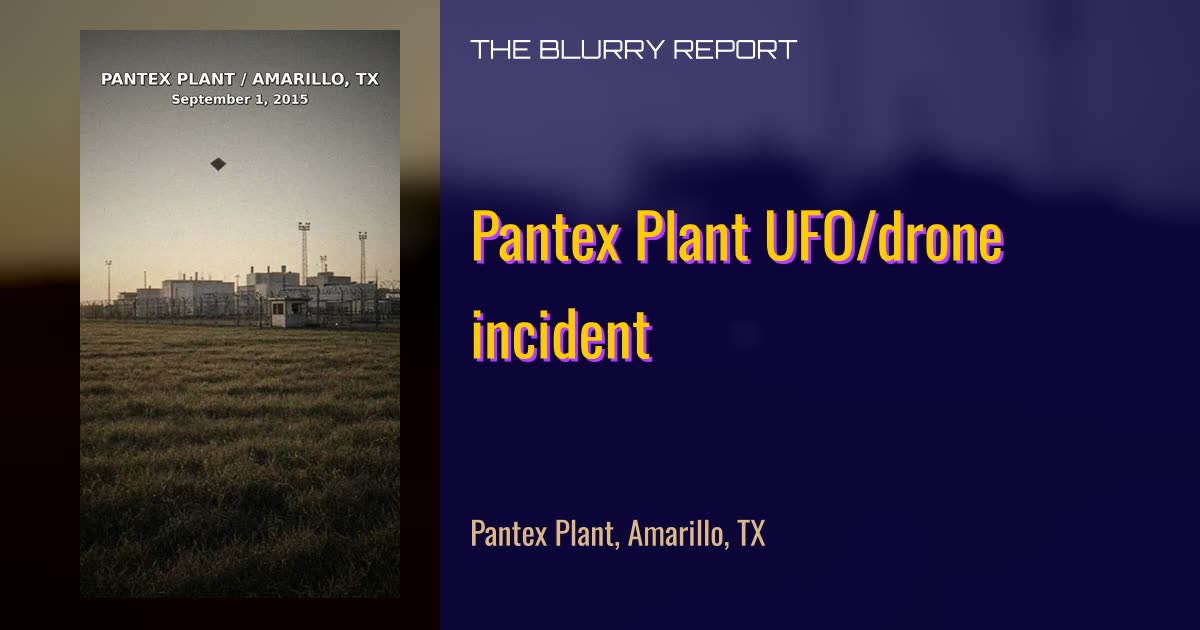 PANTEX PLANT / AMARILLO, TX
September 1, 2015
THE BLURRY REPORT
Pantex Plant UFO/drone
incident
Pantex Plant, Amarillo, TX